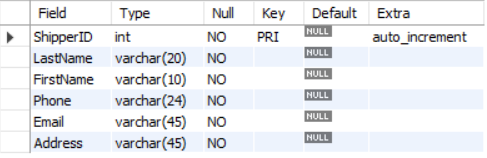 Field Type Null Key Default Extra
ShipperID int NO PRI NULL auto_increment
LastName varchar(20) NO NULL
FirstName varchar(10) NO NULL
Phone varchar(24) NO NULL
Email varchar(45) NO NULL
Address varchar(45) NO NULL